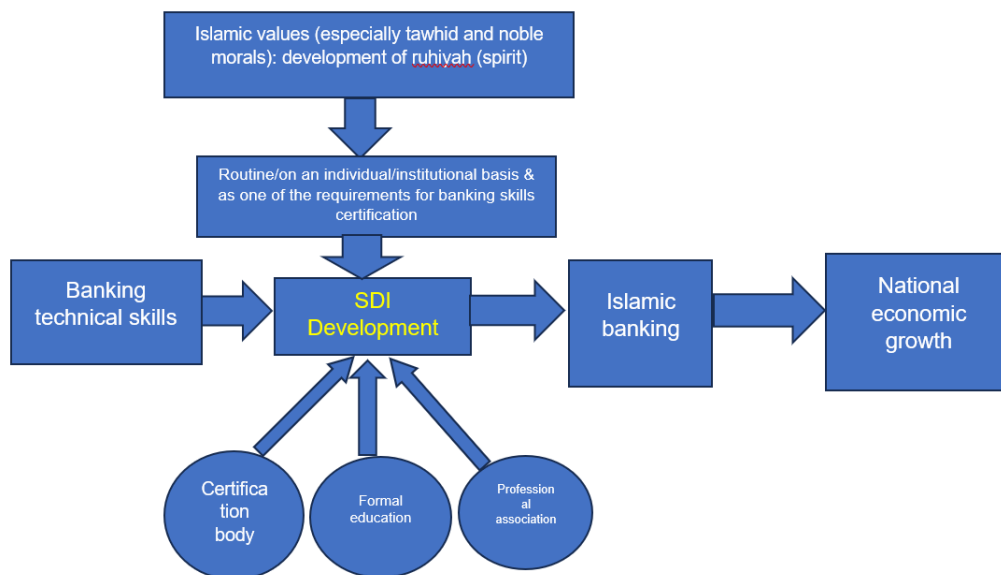 Islamic values (especially tawhid and noble
morals): development of ruhiyah (spirit)
Routine/on an individual/institutional basis &
as one of the requirements for banking skills
certification
Banking
technical skills
SDI
Development
Islamic
banking
National
economic
growth
Certifica
tion
body
Formal
education
Profession
al
association